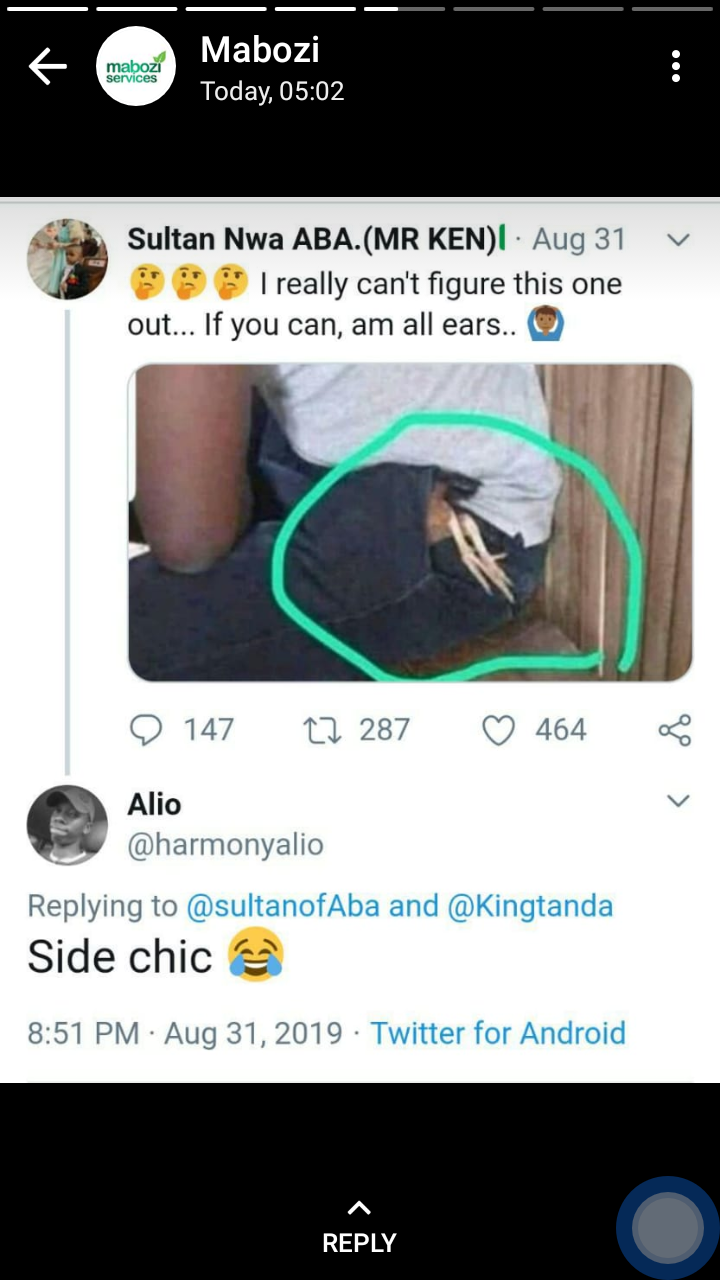 mabozi
services
Mabozi
Today, 05:02
Sultan Nwa ABA.(MR KEN) · Aug 31
🤔🤔🤔 I really can't figure this one
out... If you can, am all ears.. 🙆🏾‍♂️
147 287 464
Alio
@harmonyalio
Replying to @sultanofAba and @Kingtanda
Side chic 😂
8:51 PM · Aug 31, 2019 · Twitter for Android
REPLY